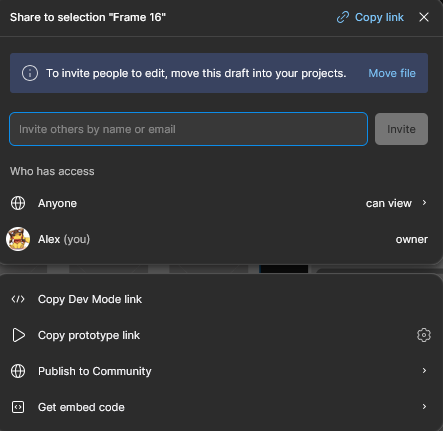 Share to selection "Frame 16"
Copy link
To invite people to edit, move this draft into your projects.
Move file
Invite others by name or email
Invite
Who has access
Anyone
can view
Alex (you)
owner
Copy Dev Mode link
Copy prototype link
Publish to Community
Get embed code